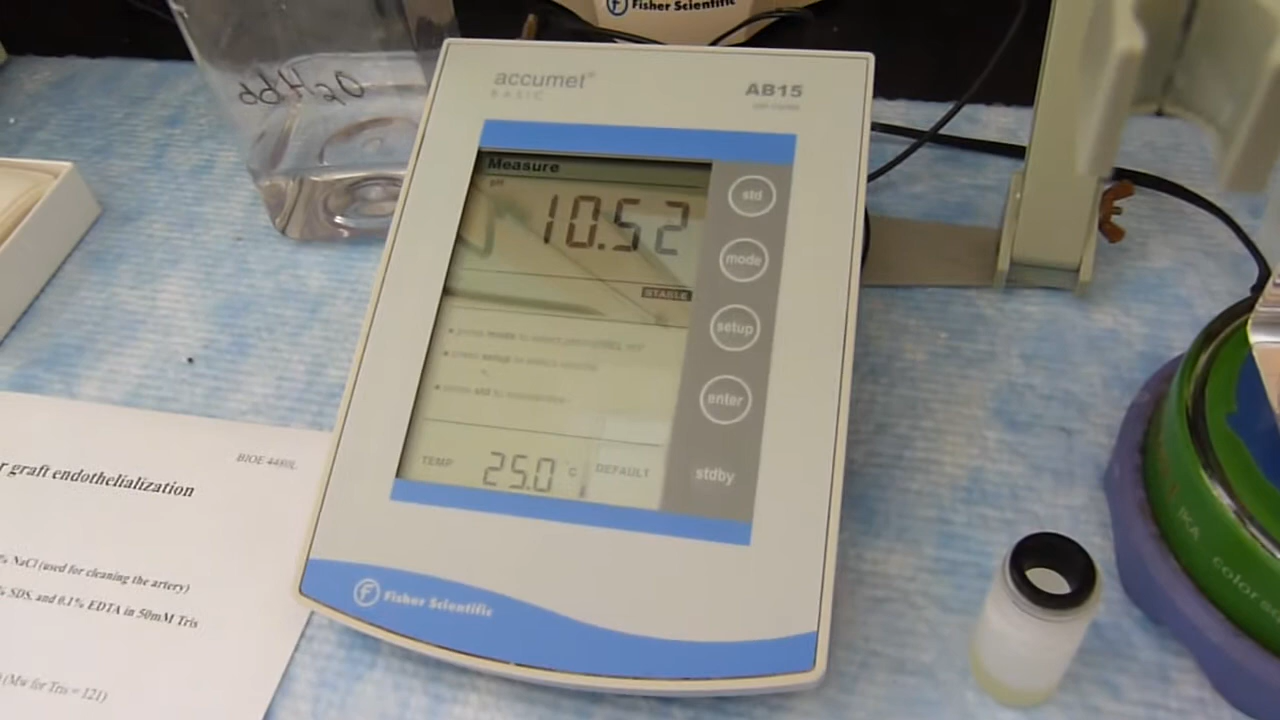 Fisher Scientific
ddH2O
accumet®
BASIC
AB15
Measure
pH
10.52
STABLE
std
mode
setup
enter
stdby
TEMP 25.0 C DEFAULT
Fisher Scientific
BIOE 4480L
r graft endothelialization
% NaCl (used for cleaning the artery)
% SDS, and 0.1% EDTA in 50mM Tris
(Mw for Tris = 121)
IKA